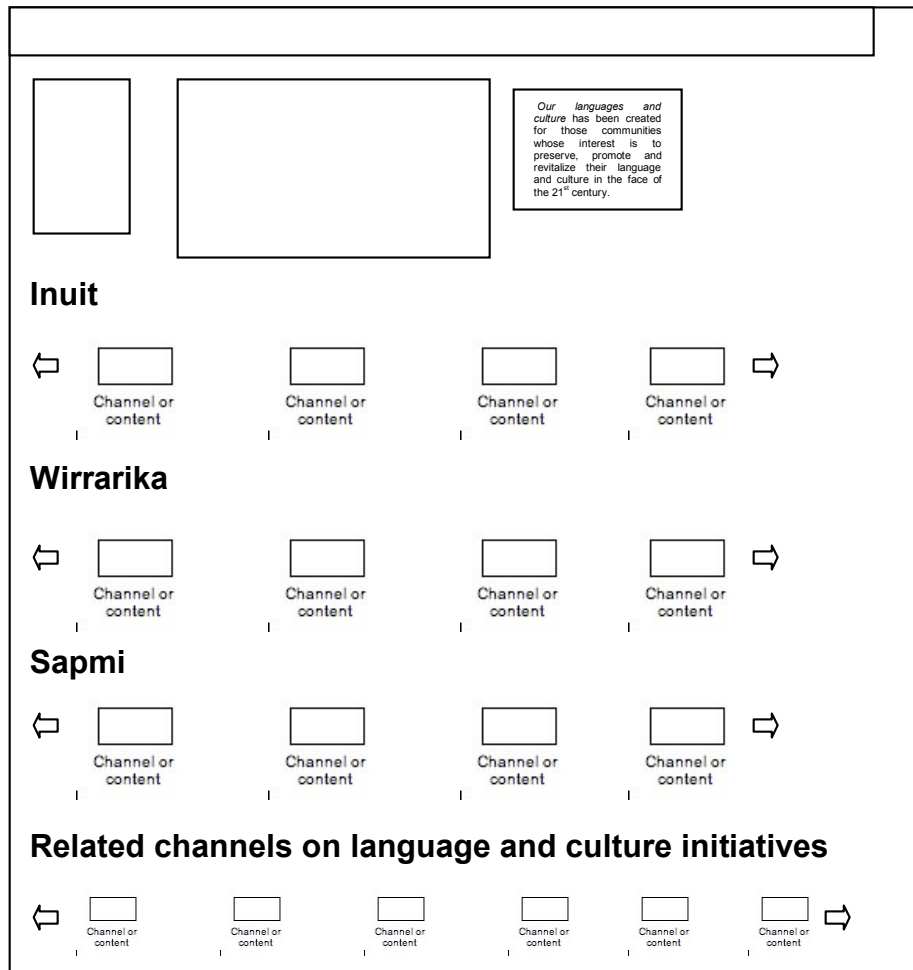 Our languages and
culture has been created
for those communities
whose interest is to
preserve, promote and
revitalize their language
and culture in the face of
the 21st century.
Inuit
Channel or
content
Channel or
content
Channel or
content
Channel or
content
Wirrarika
Channel or
content
Channel or
content
Channel or
content
Channel or
content
Sapmi
Channel or
content
Channel or
content
Channel or
content
Channel or
content
Related channels on language and culture initiatives
Channel or
content
Channel or
content
Channel or
content
Channel or
content
Channel or
content
Channel or
content